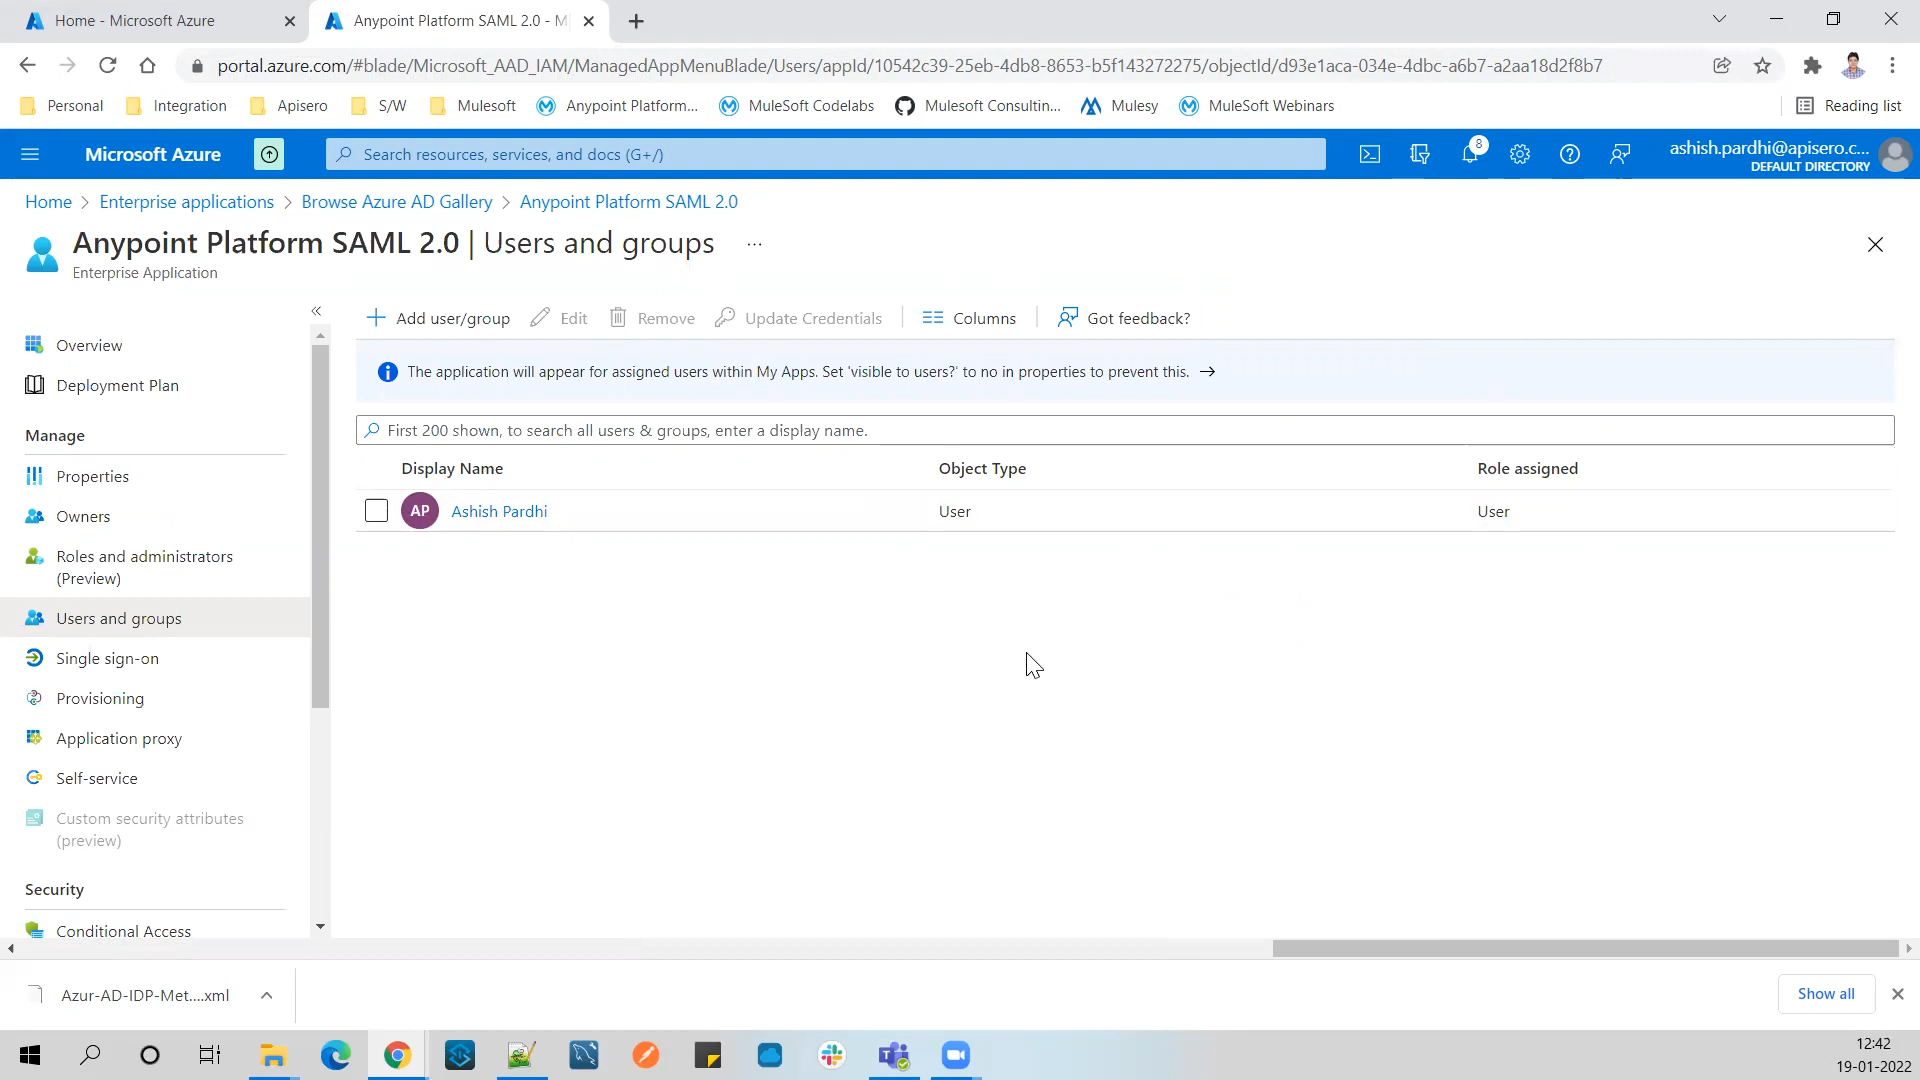 Home - Microsoft Azure
Anypoint Platform SAML 2.0 - M
portal.azure.com/#blade/Microsoft_AAD_IAM/ManagedAppMenuBlade/Users/appId/10542c39-25eb-4db8-8653-b5f143272275/objectId/d93e1aca-034e-4dbc-a6b7-a2aa18d2f8b7
Personal
Integration
Apisero
S/W
Mulesoft
Anypoint Platform...
MuleSoft Codelabs
Mulesoft Consultin...
Mulesy
MuleSoft Webinars
Reading list
Microsoft Azure
Search resources, services, and docs (G+/)
8
ashish.pardhi@apisero.c...
DEFAULT DIRECTORY
Home > Enterprise applications > Browse Azure AD Gallery > Anypoint Platform SAML 2.0
Anypoint Platform SAML 2.0 | Users and groups ...
Enterprise Application
Overview
Deployment Plan
Manage
Properties
Owners
Roles and administrators
(Preview)
Users and groups
Single sign-on
Provisioning
Application proxy
Self-service
Custom security attributes
(preview)
Security
Conditional Access
Add user/group
Edit
Remove
Update Credentials
Columns
Got feedback?
The application will appear for assigned users within My Apps. Set 'visible to users?' to no in properties to prevent this. →
First 200 shown, to search all users & groups, enter a display name.
Display Name
Object Type
Role assigned
AP
Ashish Pardhi
User
User
Azur-AD-IDP-Met....xml
Show all
12:42
19-01-2022